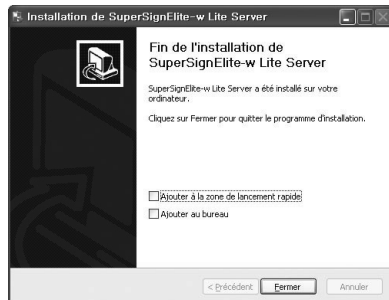 Installation de SuperSignElite-w Lite Server
Fin de l'installation de
SuperSignElite-w Lite Server
SuperSignElite-w Lite Server a été installé sur votre
ordinateur.
Cliquez sur Fermer pour quitter le programme d'installation.
Ajouter à la zone de lancement rapide
Ajouter au bureau
< Précédent
Fermer
Annuler